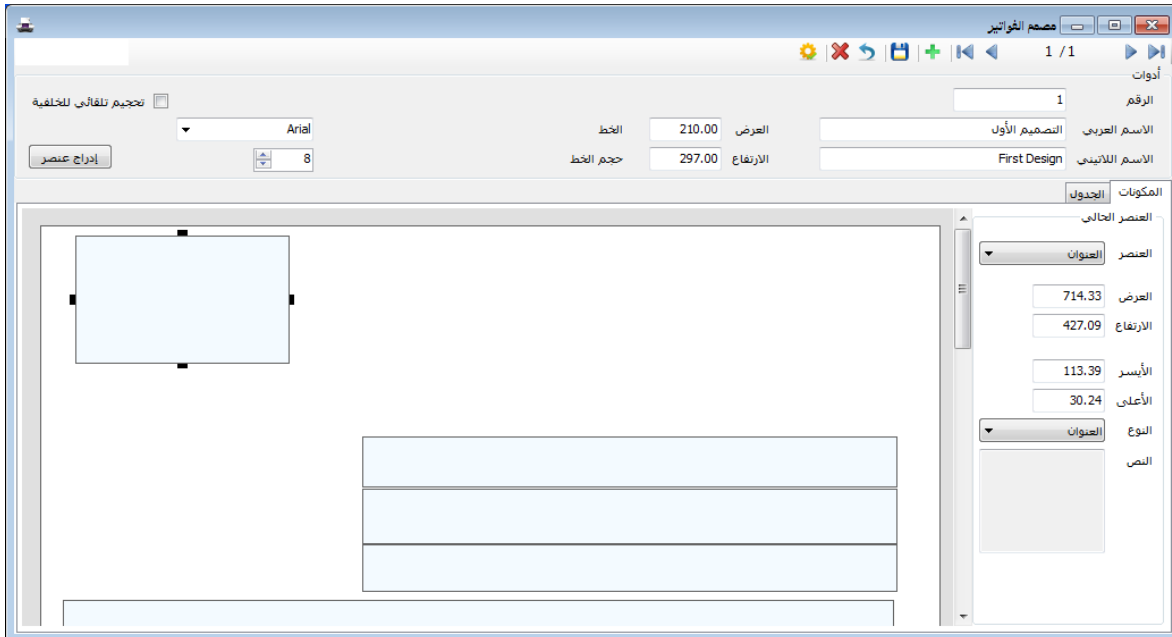 مصمم الفواتير
1 / 1
أدوات
الرقم 1 تحجيم تلقائي للخلفية
الاسم العربي التصميم الأول العرض 210.00 الخط Arial
الاسم اللاتيني First Design الارتفاع 297.00 حجم الخط 8 إدراج عنصر
المكونات الجدول
العنصر الحالي
العنصر العنوان
العرض 714.33
الارتفاع 427.09
الأيسر 113.39
الأعلى 30.24
النوع العنوان
النص